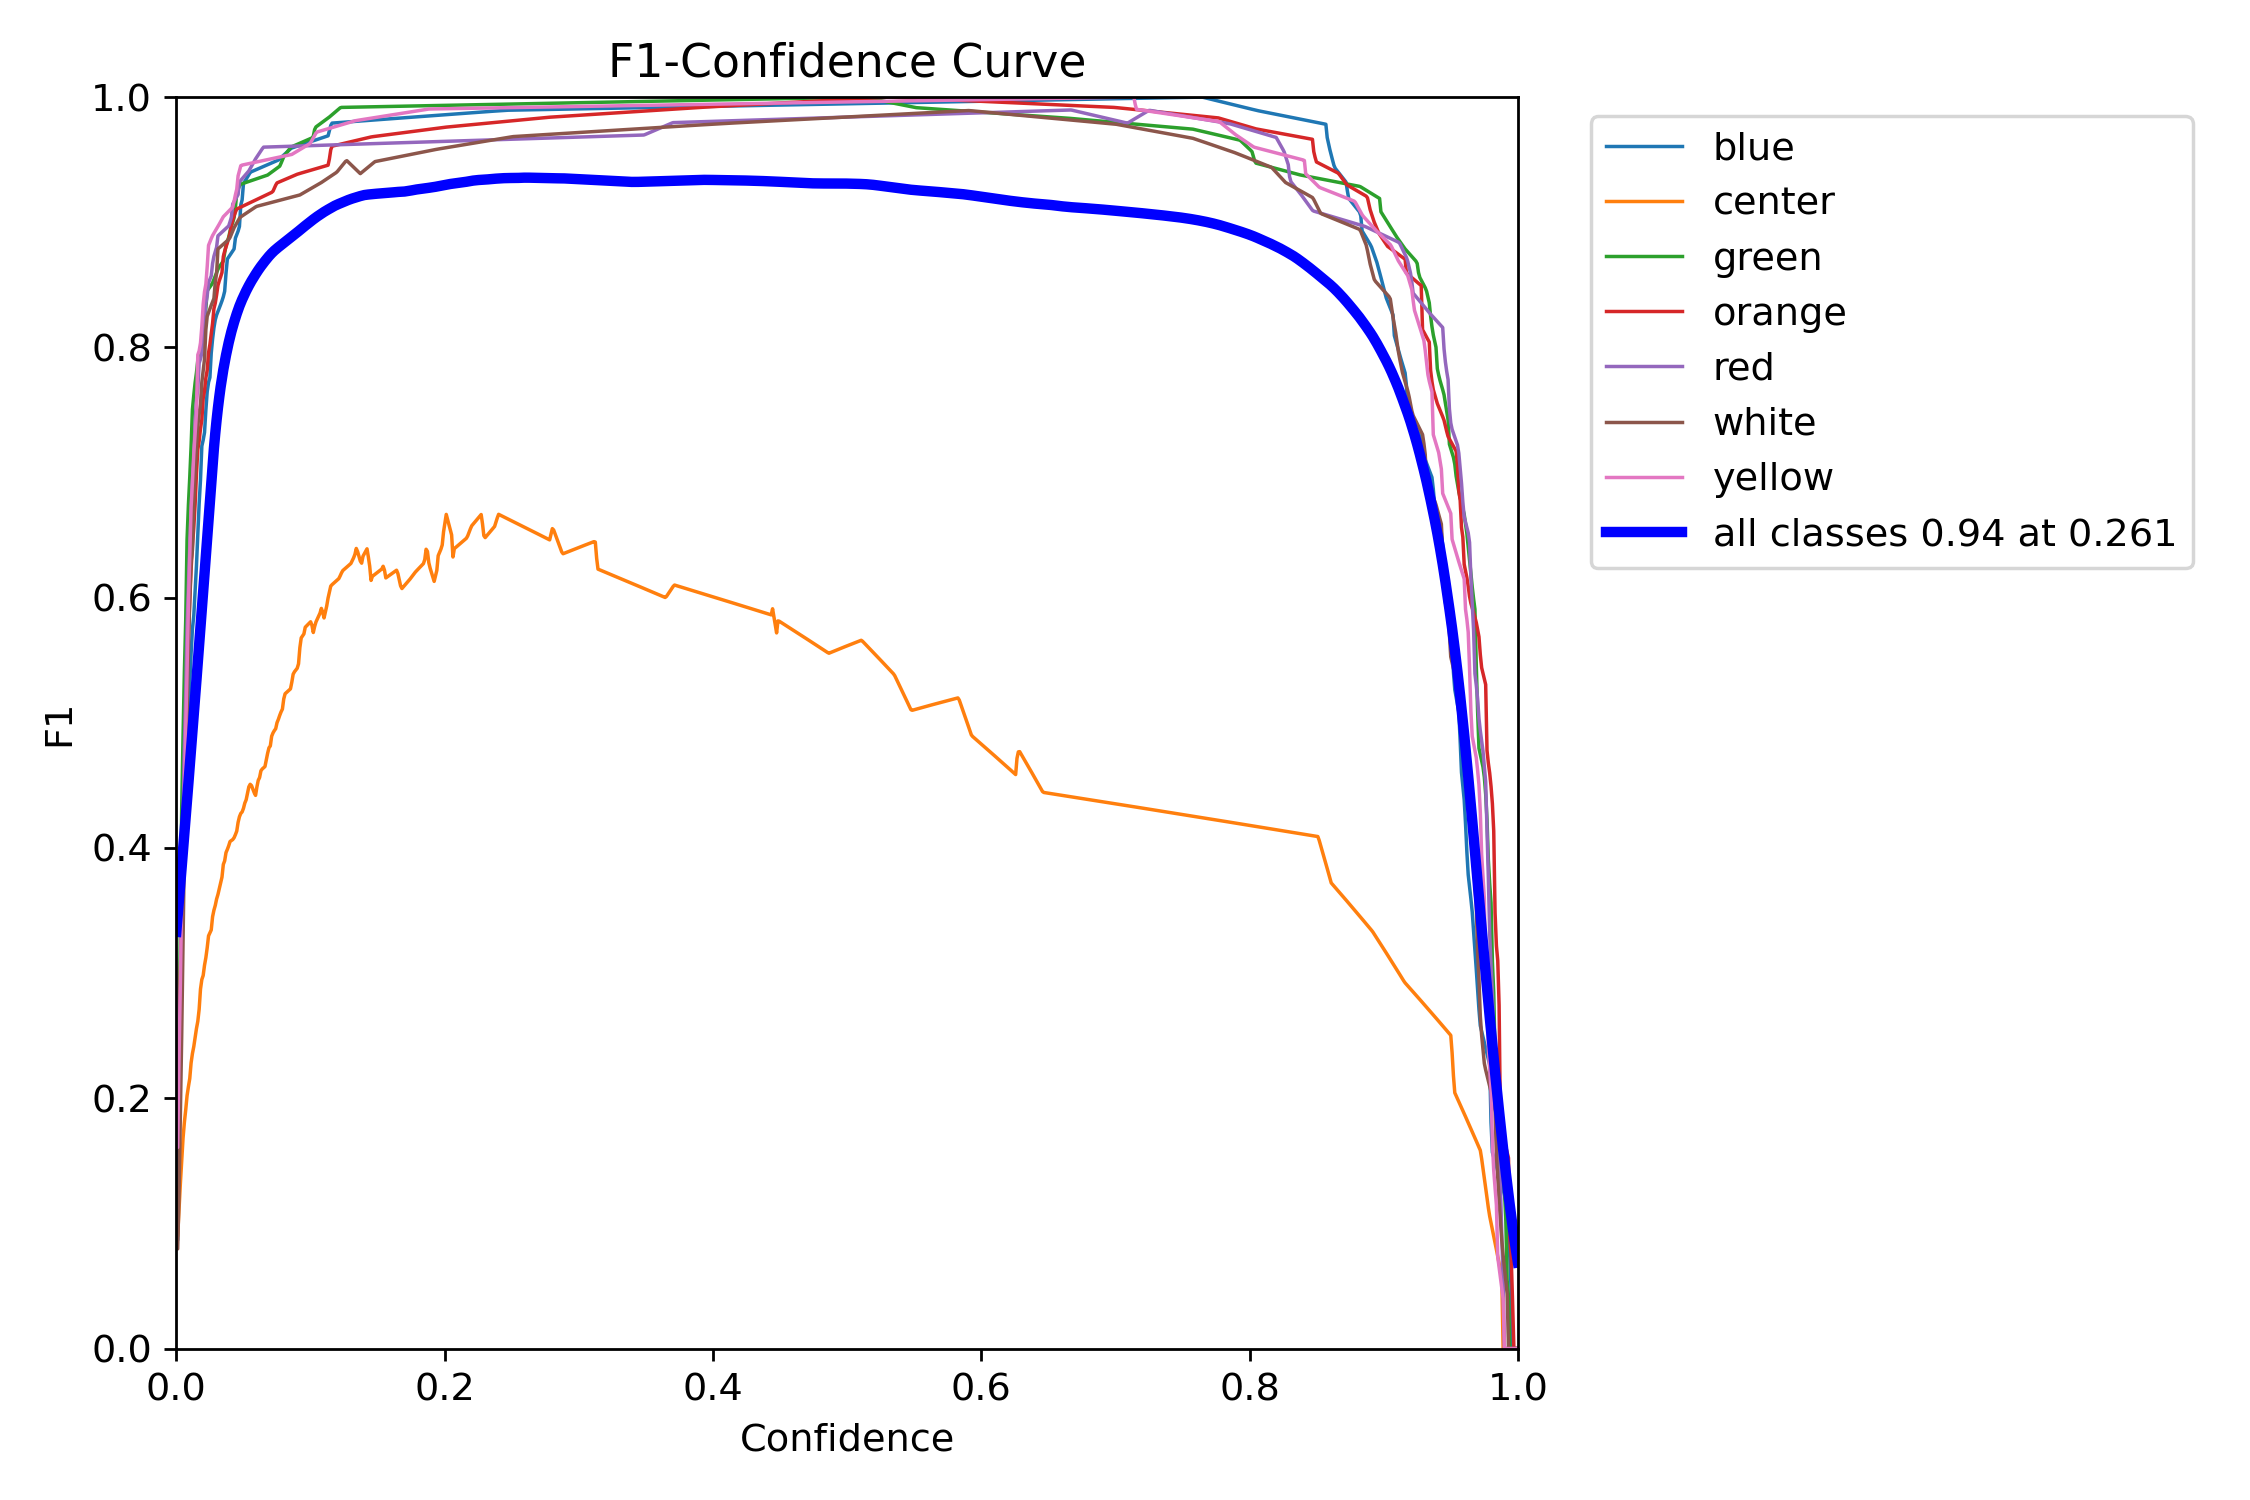 F1-Confidence Curve
1.0
0.8
0.6
0.4
0.2
0.0
F1
0.0 0.2 0.4 0.6 0.8 1.0
Confidence
blue
center
green
orange
red
white
yellow
all classes 0.94 at 0.261